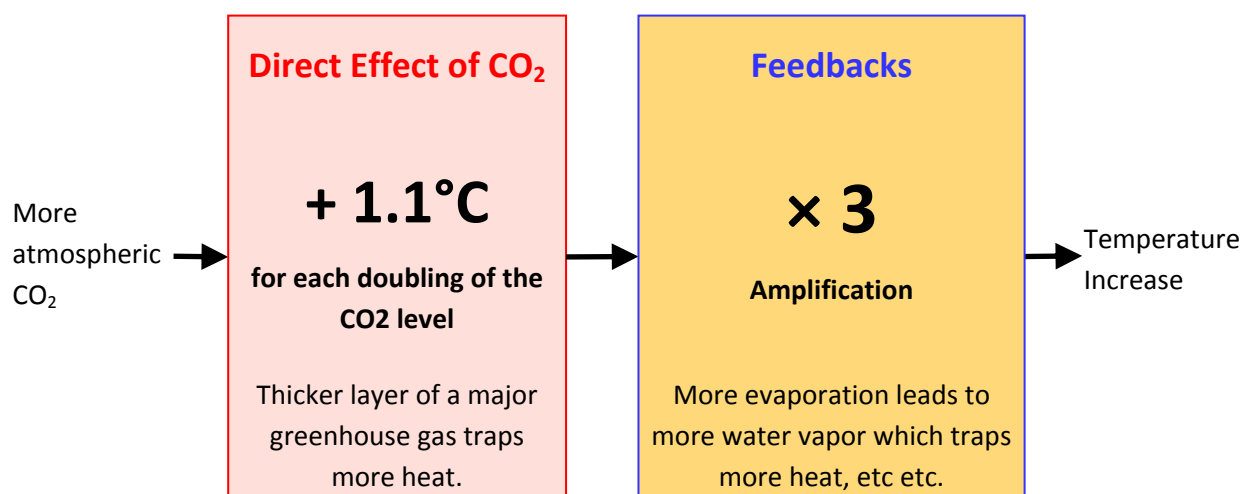 More
atmospheric
CO₂
Direct Effect of CO₂
+ 1.1°C
for each doubling of the
CO2 level
Thicker layer of a major
greenhouse gas traps
more heat.
Feedbacks
× 3
Amplification
More evaporation leads to
more water vapor which traps
more heat, etc etc.
Temperature
Increase